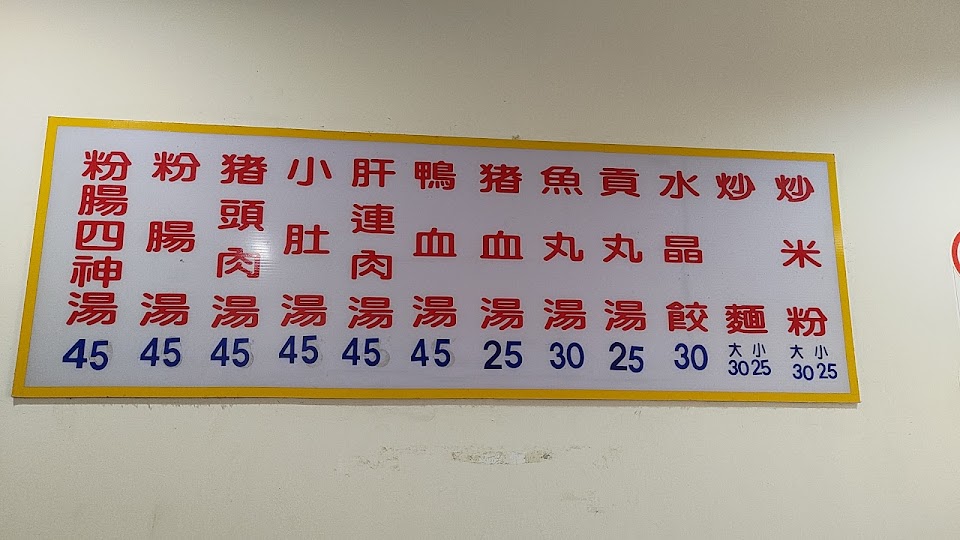 炒米粉
大30 小25
炒麵
大30 小25
水晶餃
30
貢丸湯
25
魚丸湯
30
猪血湯
25
鴨血湯
45
肝連肉湯
45
小肚湯
45
猪頭肉湯
45
粉腸湯
45
粉腸四神湯
45